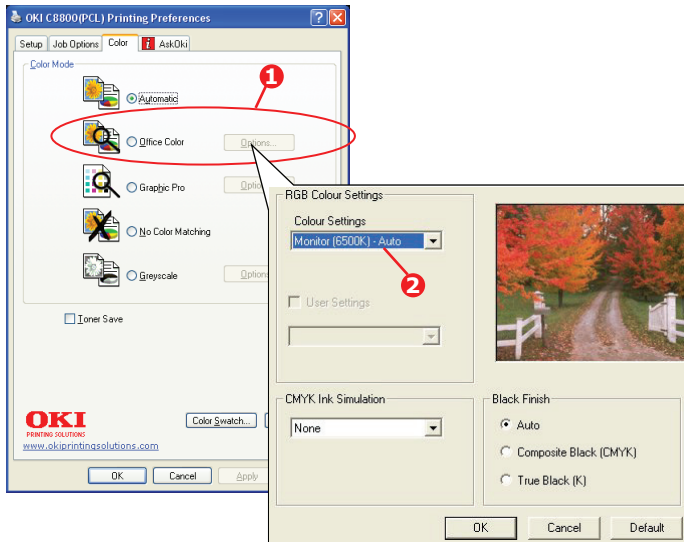 OKI C8800(PCL) Printing Preferences
Setup Job Options Color i AskOki
Color Mode
1
Automatic
Office Color Options...
Graphic Pro
No Color Matching
Greyscale
Toner Save
OKI
PRINTING SOLUTIONS
www.okiprintingsolutions.com
Color Swatch...
OK Cancel Apply
RGB Colour Settings
Colour Settings
Monitor (6500K) - Auto
2
User Settings
CMYK Ink Simulation
None
Black Finish
Auto
Composite Black (CMYK)
True Black (K)
OK Cancel Default